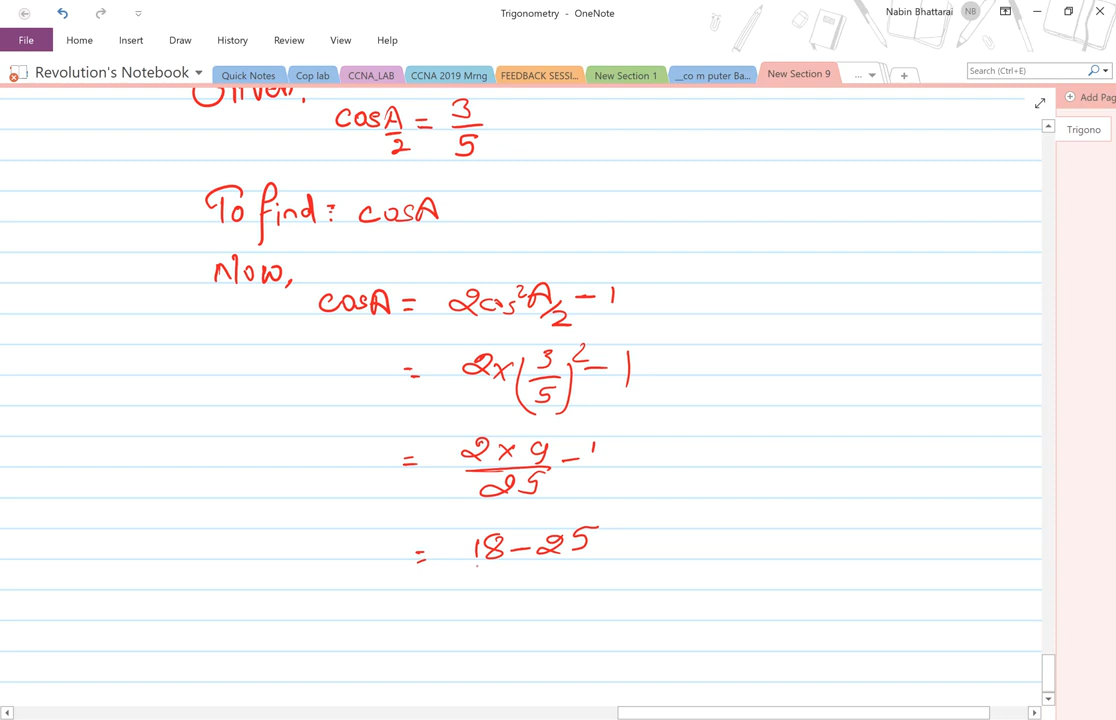 Trigonometry - OneNote
Nabin Bhattarai NB
File Home Insert Draw History Review View Help
Revolution's Notebook
Quick Notes Cop lab CCNA_LAB CCNA 2019 Mrng FEEDBACK SESSI... New Section 1 __co m puter Ba... New Section 9 ...
Search (Ctrl+E)
Add Pag
Trigono
Given,
cosA/2 = 3/5
To find: cosA
Now,
cosA = 2cos²A/2 - 1
= 2×(3/5)² - 1
= 2 × 9/25 - 1
= 18 - 25